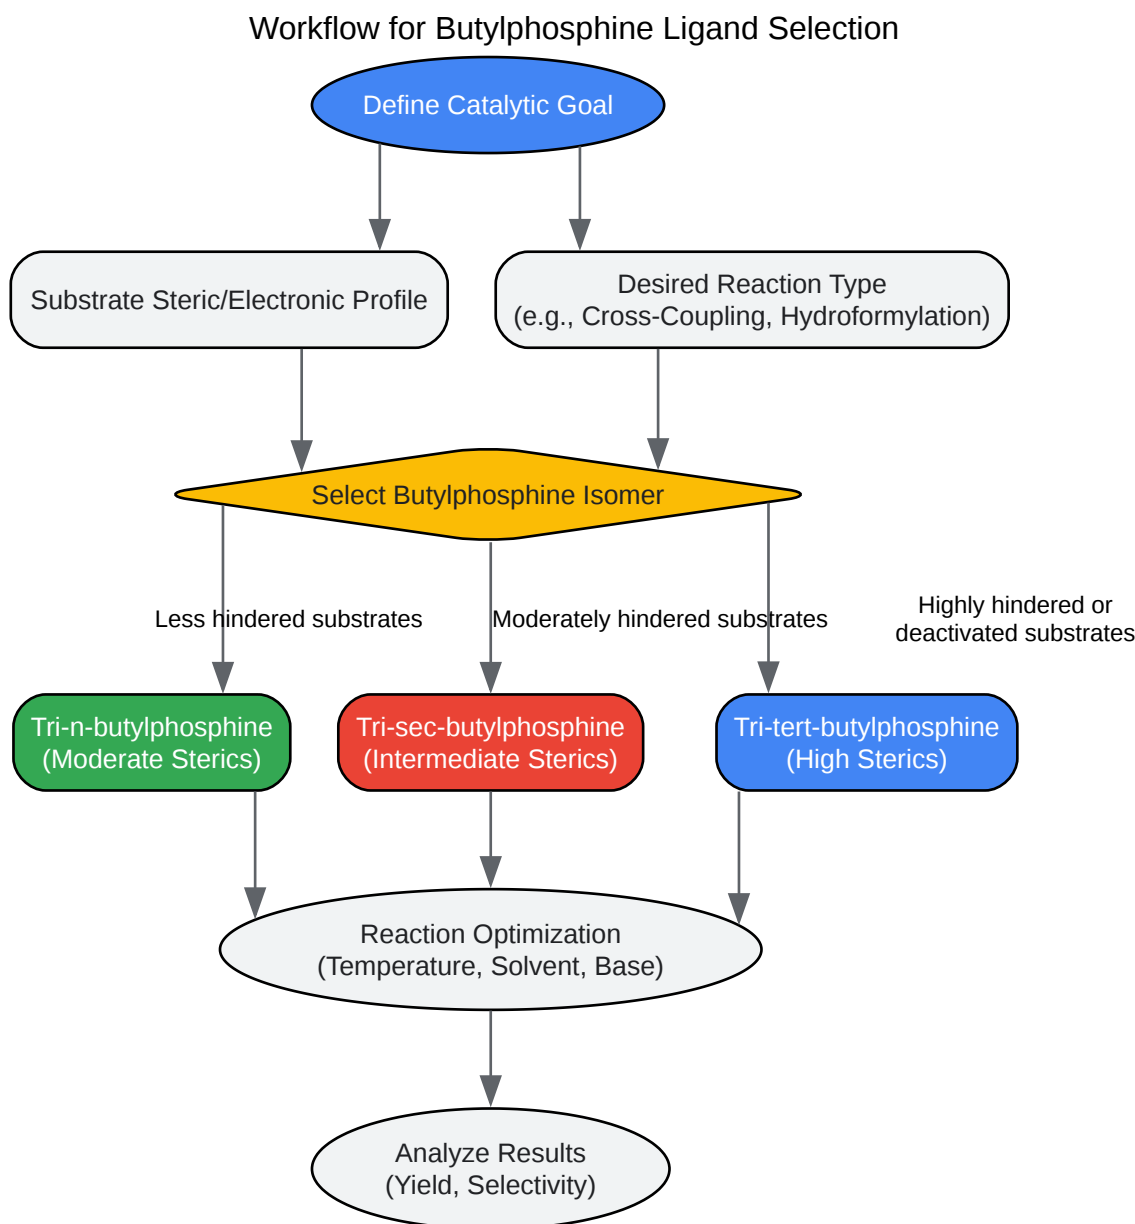 Workflow for Butylphosphine Ligand Selection
Define Catalytic Goal
Substrate Steric/Electronic Profile
Desired Reaction Type
(e.g., Cross-Coupling, Hydroformylation)
Select Butylphosphine Isomer
Less hindered substrates
Moderately hindered substrates
Highly hindered or
deactivated substrates
Tri-n-butylphosphine
(Moderate Sterics)
Tri-sec-butylphosphine
(Intermediate Sterics)
Tri-tert-butylphosphine
(High Sterics)
Reaction Optimization
(Temperature, Solvent, Base)
Analyze Results
(Yield, Selectivity)